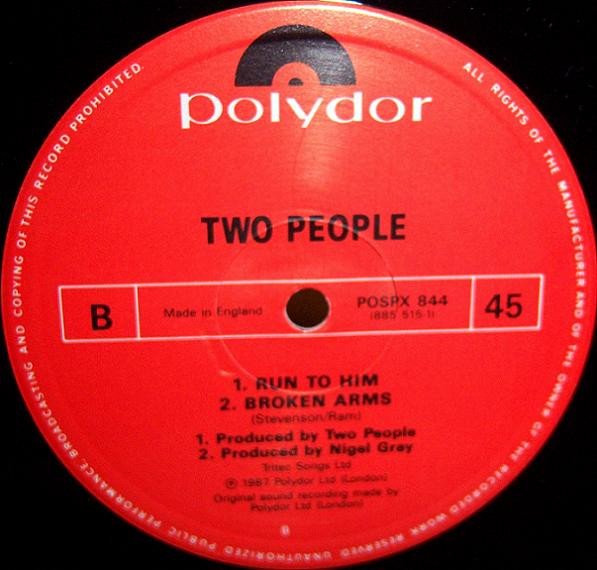 polydor
TWO PEOPLE
B
Made in England
POSPX 844
(885 515-1)
45
1. RUN TO HIM
2. BROKEN ARMS
(Stevenson/Ram)
1. Produced by Two People
2. Produced by Nigel Gray
Tritec Songs Ltd
℗ 1987 Polydor Ltd (London)
Original sound recording made by
Polydor Ltd (London)
B
ALL RIGHTS OF THE MANUFACTURER AND OF THE OWNER OF THE RECORDED WORK RESERVED UNAUTHORIZED PUBLIC PERFORMANCE, BROADCASTING AND COPYING OF THIS RECORD PROHIBITED.